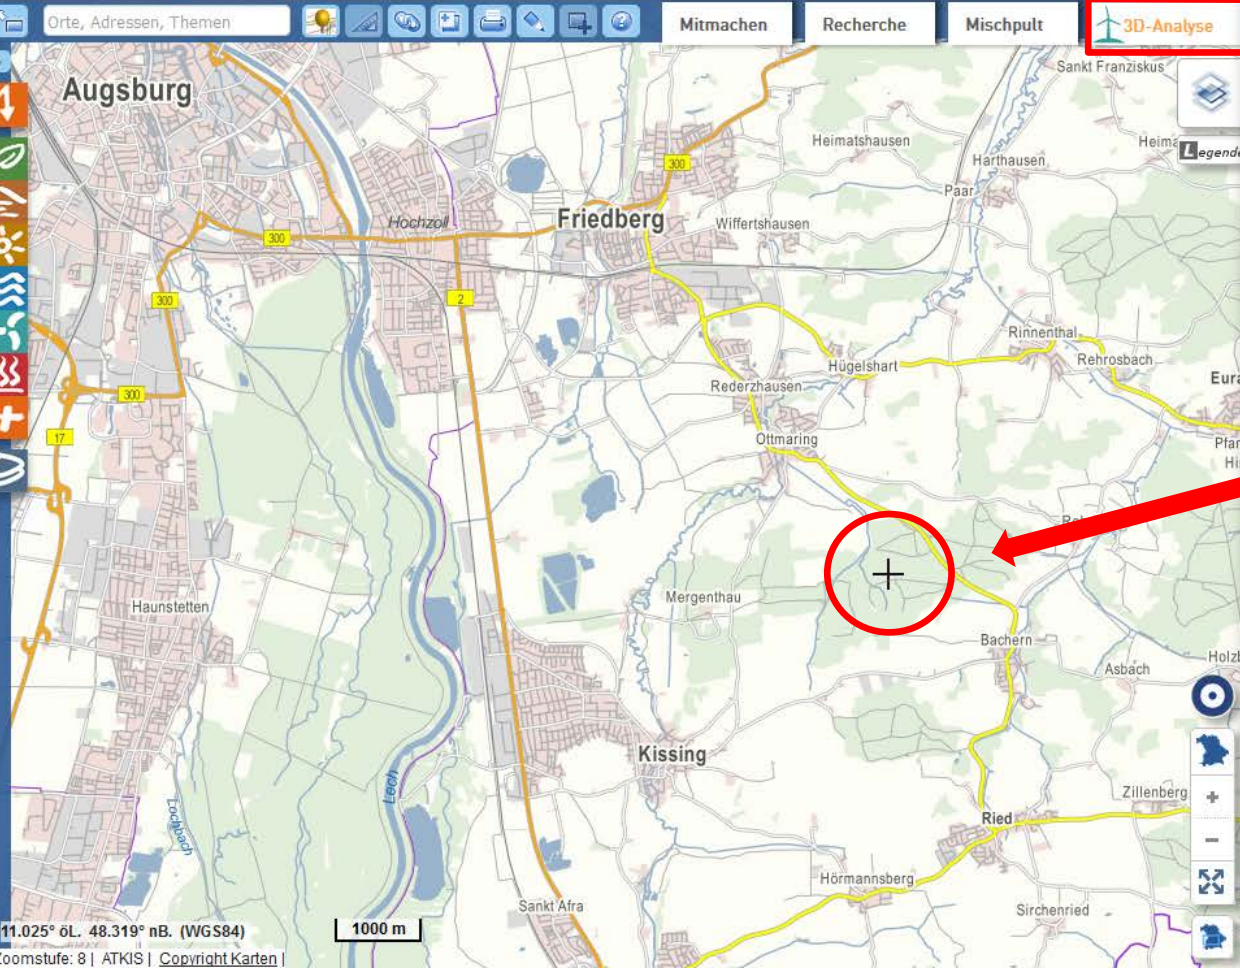 Orte, Adressen, Themen
Mitmachen
Recherche
Mischpult
3D-Analyse
Sankt Franziskus
Augsburg
Legende
Heimatshausen
Harthausen
300
Paar
Hochzoll
Friedberg
Wiffertshausen
300
300
2
Rinnenthal
Rehrosbach
Hügelshart
Rederzhausen
300
17
Ottmaring
Mergenthau
Haunstetten
Bachern
Asbach
Kissing
Lech
Lochbach
Zillenberg
Ried
Hörmannsberg
Sankt Afra
Sirchenried
11.025° öL. 48.319° nB. (WGS84)
1000 m
Zoomstufe: 8 | ATKIS | Copyright Karten |